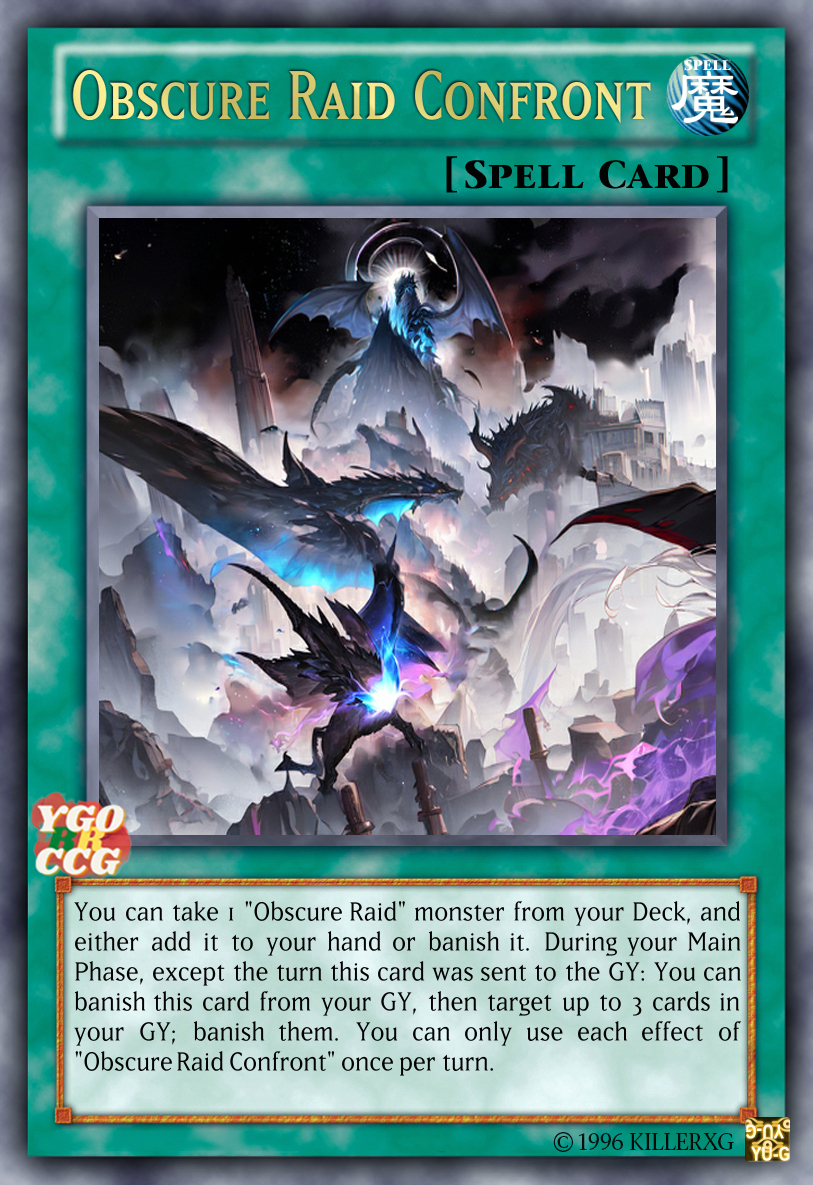 Obscure Raid Confront
SPELL
魔
[Spell Card]
YGO
BR
CCG
You can take 1 "Obscure Raid" monster from your Deck, and
either add it to your hand or banish it. During your Main
Phase, except the turn this card was sent to the GY: You can
banish this card from your GY, then target up to 3 cards in
your GY; banish them. You can only use each effect of
"Obscure Raid Confront" once per turn.
© 1996 KILLERXG
YU-G